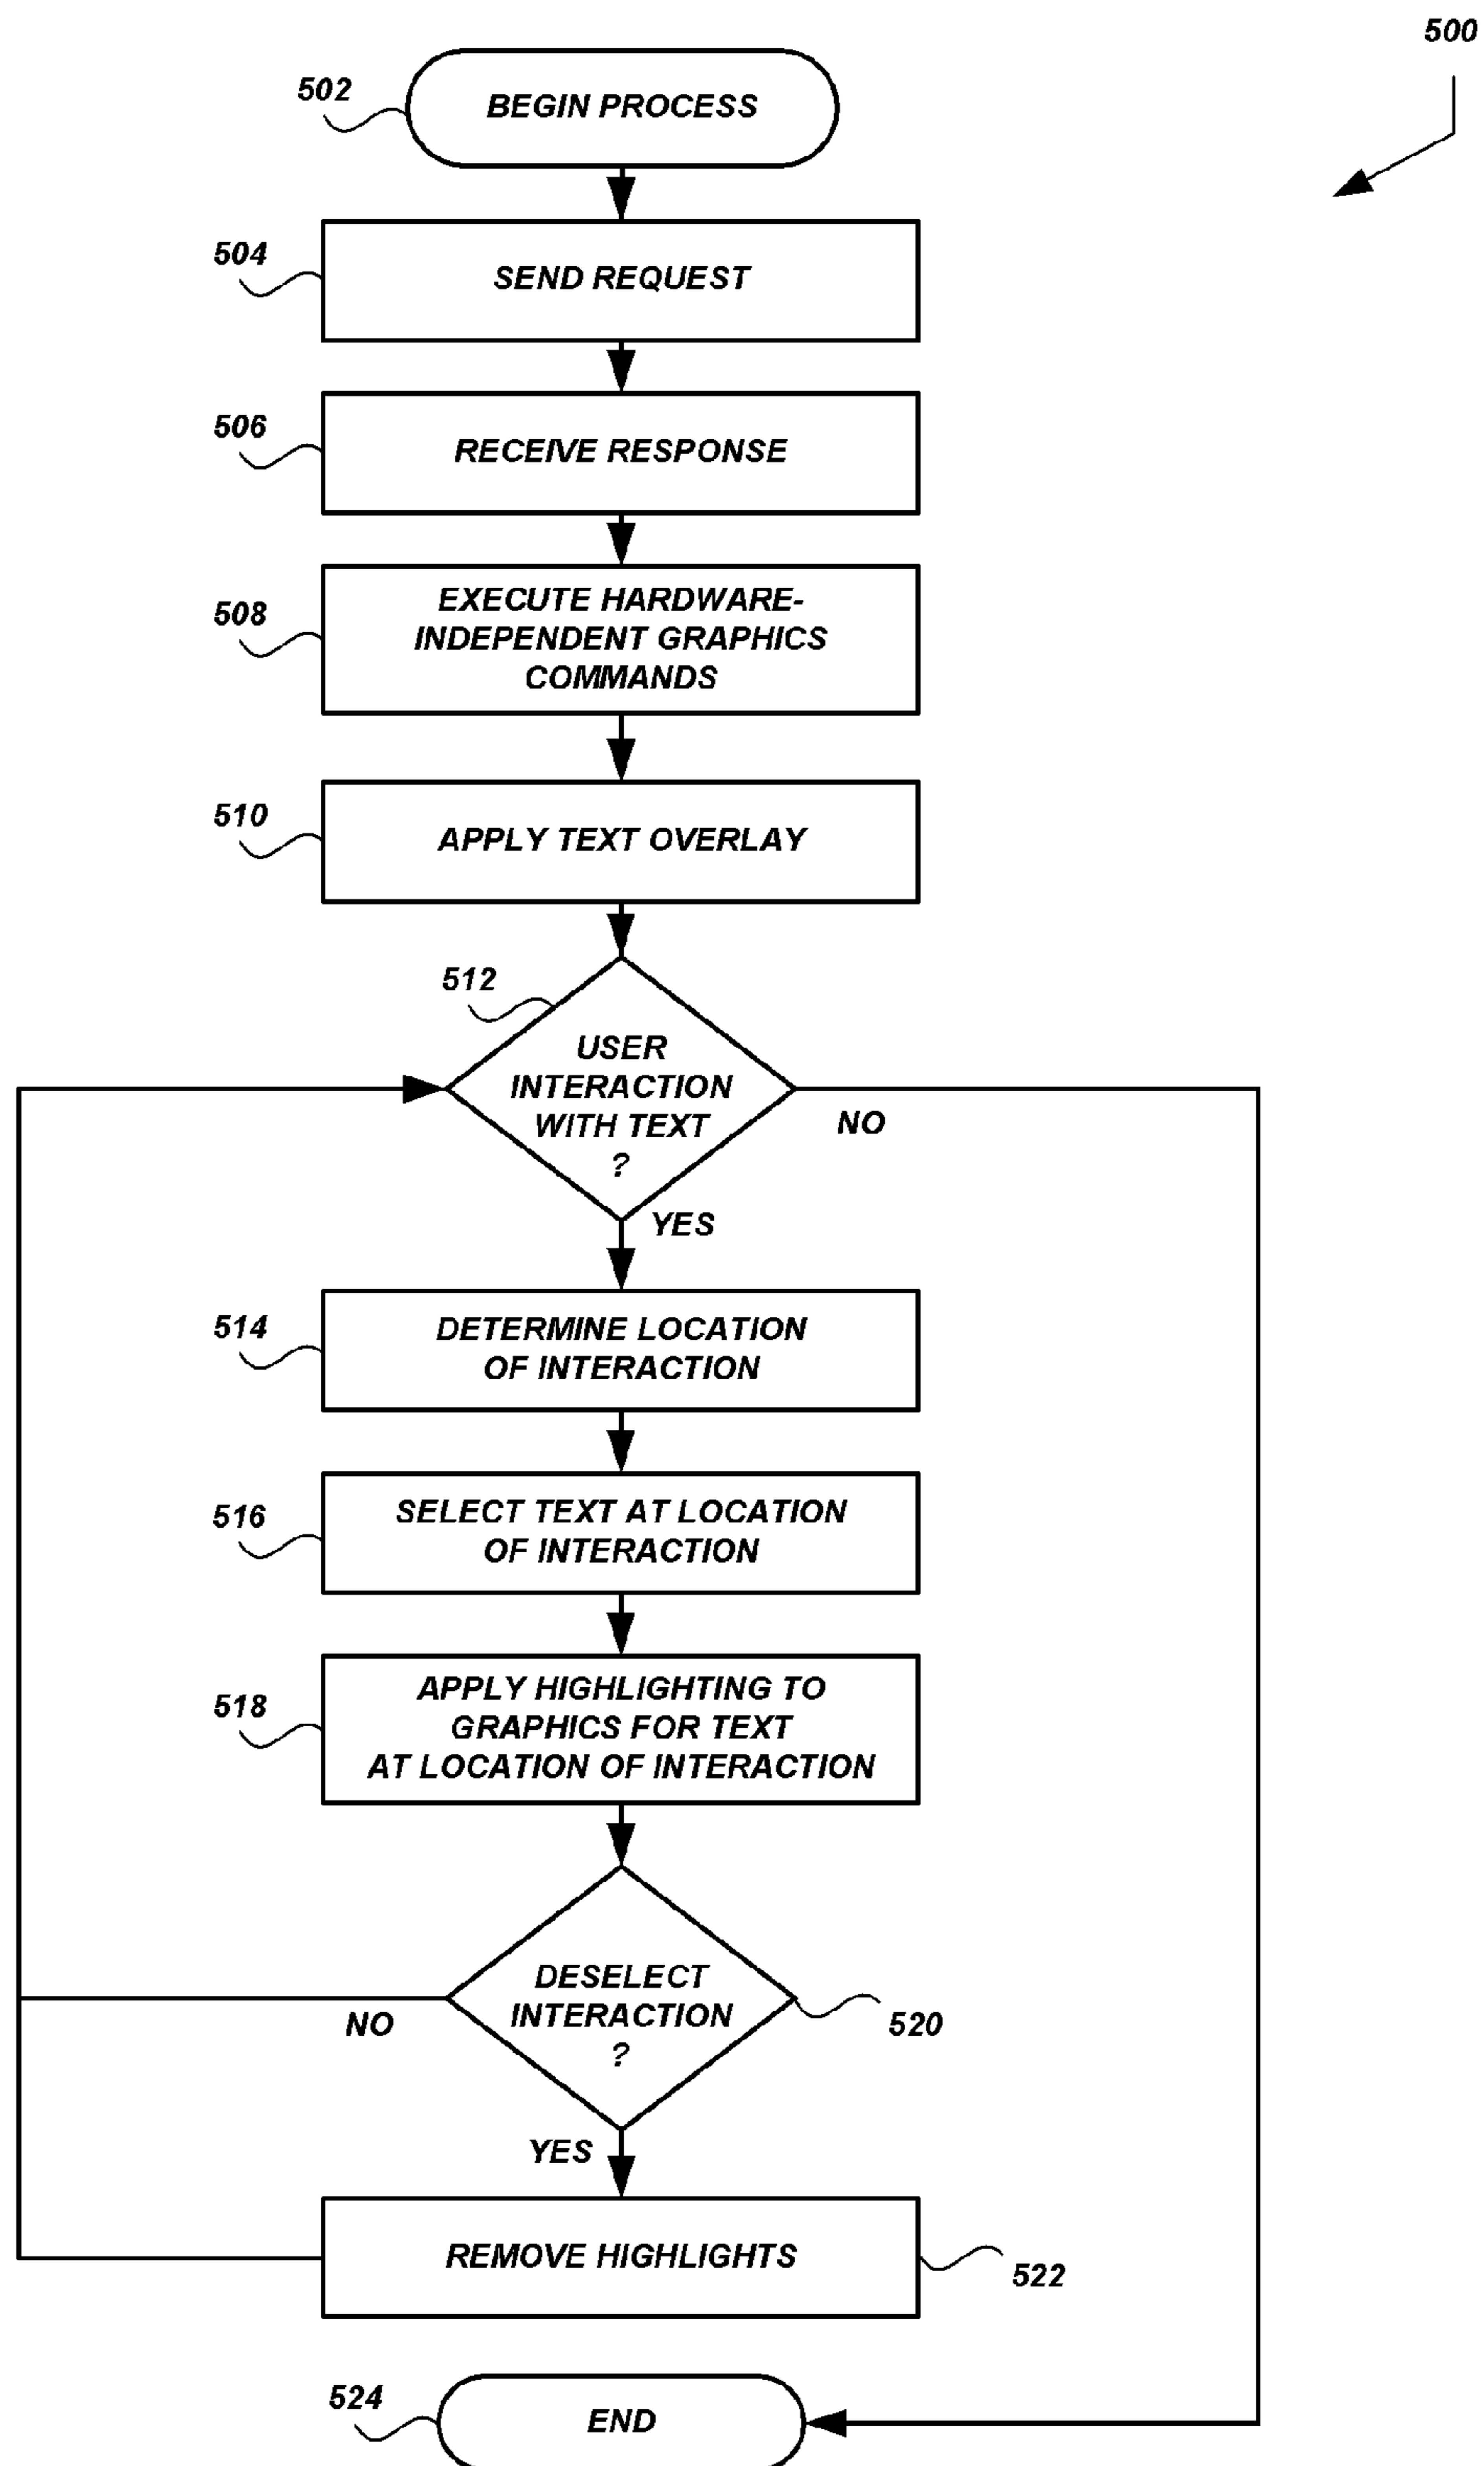 500
502
BEGIN PROCESS
504
SEND REQUEST
506
RECEIVE RESPONSE
508
EXECUTE HARDWARE-
INDEPENDENT GRAPHICS
COMMANDS
510
APPLY TEXT OVERLAY
512
USER
INTERACTION
WITH TEXT
?
NO
YES
514
DETERMINE LOCATION
OF INTERACTION
516
SELECT TEXT AT LOCATION
OF INTERACTION
518
APPLY HIGHLIGHTING TO
GRAPHICS FOR TEXT
AT LOCATION OF INTERACTION
DESELECT
INTERACTION
?
520
NO
YES
REMOVE HIGHLIGHTS
522
524
END